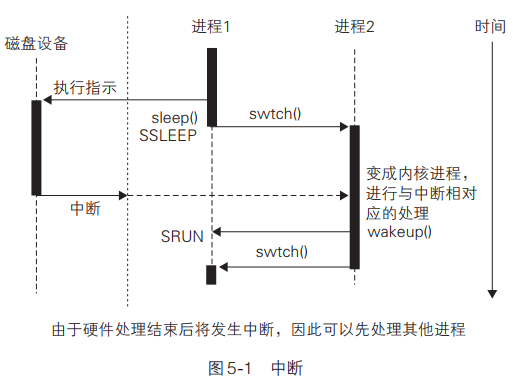 进程1
进程2
时间
磁盘设备
执行指示
sleep()
SSLEEP
swtch()
变成内核进程，
进行与中断相对
应的处理
wakeup()
中断
SRUN
swtch()
由于硬件处理结束后将发生中断，因此可以先处理其他进程
图5-1 中断